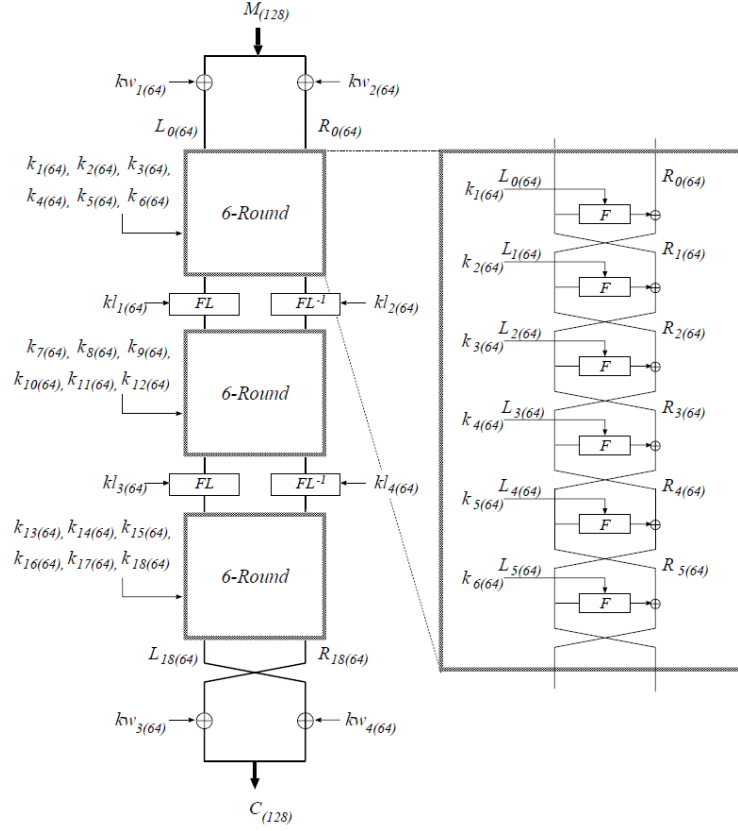 M(128)
kw1(64) kw2(64)
L0(64) R0(64)
k1(64), k2(64), k3(64),
k4(64), k5(64), k6(64)
6-Round
kl1(64) FL FL-1 kl2(64)
k7(64), k8(64), k9(64),
k10(64), k11(64), k12(64)
6-Round
kl3(64) FL FL-1 kl4(64)
k13(64), k14(64), k15(64),
k16(64), k17(64), k18(64)
6-Round
L18(64) R18(64)
kw3(64) kw4(64)
C(128)
L0(64) R0(64)
k1(64) F
L1(64) R1(64)
k2(64) F
L2(64) R2(64)
k3(64) F
L3(64) R3(64)
k4(64) F
L4(64) R4(64)
k5(64) F
L5(64) R5(64)
k6(64) F